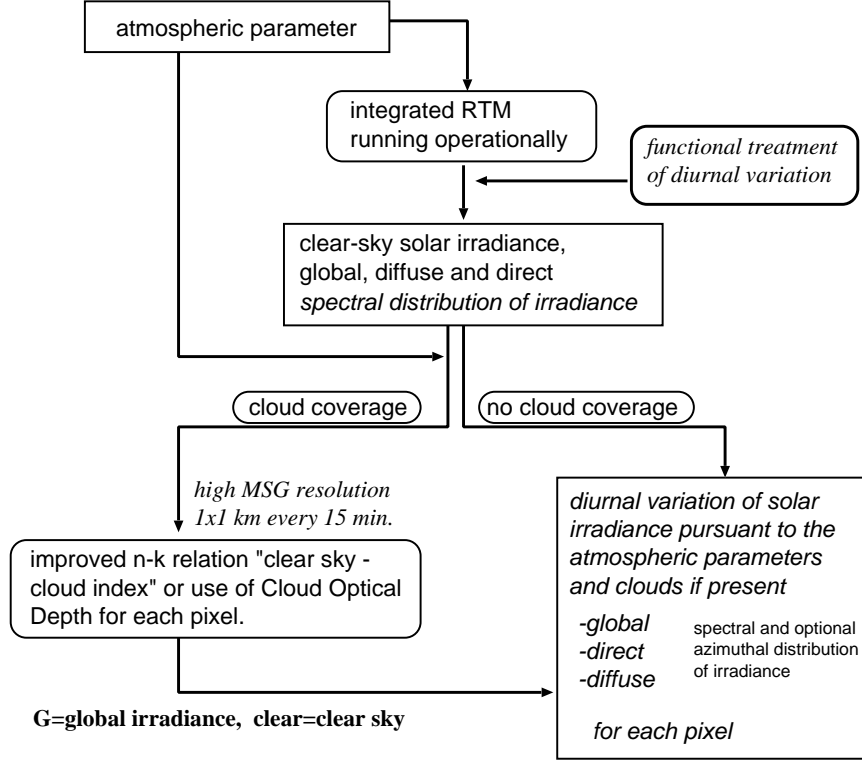 atmospheric parameter
integrated RTM
running operationally
functional treatment
of diurnal variation
clear-sky solar irradiance,
global, diffuse and direct
spectral distribution of irradiance
cloud coverage
no cloud coverage
high MSG resolution
1x1 km every 15 min.
improved n-k relation "clear sky -
cloud index" or use of Cloud Optical
Depth for each pixel.
diurnal variation of solar
irradiance pursuant to the
atmospheric parameters
and clouds if present
-global
-direct
-diffuse
spectral and optional
azimuthal distribution
of irradiance
for each pixel
G=global irradiance, clear=clear sky